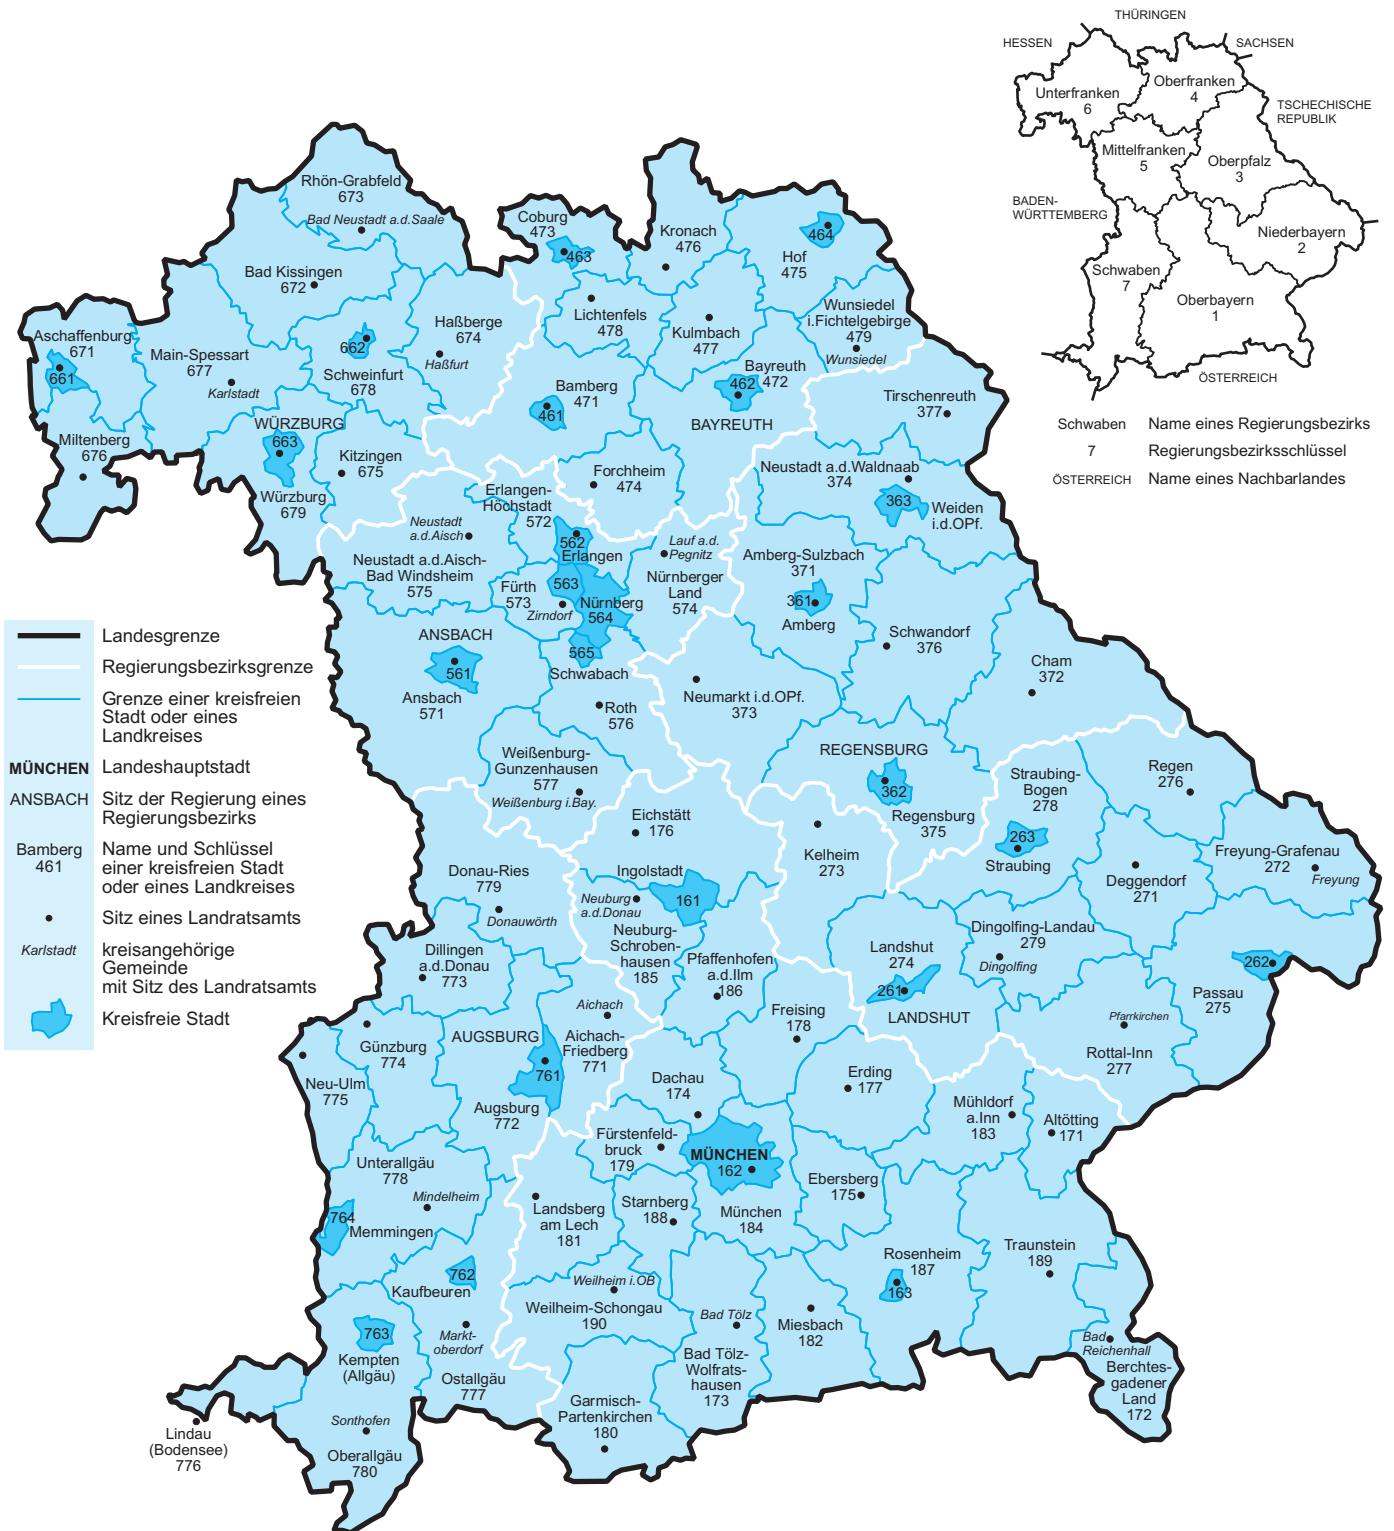 THÜRINGEN
HESSEN
SACHSEN
Unterfranken
6
Oberfranken
4
TSCHECHISCHE
REPUBLIK
Mittelfranken
5
Oberpfalz
3
BADEN-
WÜRTTEMBERG
Niederbayern
2
Schwaben
7
Oberbayern
1
ÖSTERREICH
Schwaben Name eines Regierungsbezirks
7 Regierungsbezirksschlüssel
ÖSTERREICH Name eines Nachbarlandes
Rhön-Grabfeld
673
Bad Neustadt a.d.Saale
Coburg
473
463
Kronach
476
464
Hof
475
Bad Kissingen
672
Lichtenfels
478
Kulmbach
477
Wunsiedel
i.Fichtelgebirge
479
Wunsiedel
Haßberge
674
Haßfurt
Aschaffenburg
671
661
Main-Spessart
677
Karlstadt
662
Schweinfurt
678
Bamberg
471
461
Bayreuth
472
462
BAYREUTH
Tirschenreuth
377
Miltenberg
676
WÜRZBURG
663
Würzburg
679
Kitzingen
675
Forchheim
474
Neustadt a.d.Waldnaab
374
363
Weiden
i.d.OPf.
Erlangen-
Höchstadt
572
Neustadt
a.d.Aisch
Neustadt a.d.Aisch-
Bad Windsheim
575
562
Erlangen
Lauf a.d.
Pegnitz
Nürnberger
Land
574
Amberg-Sulzbach
371
361
Amberg
Fürth
573
Zirndorf
563
Nürnberg
564
565
Schwabach
ANSBACH
561
Ansbach
571
Roth
576
Neumarkt i.d.OPf.
373
Schwandorf
376
Cham
372
Landesgrenze
Regierungsbezirksgrenze
Grenze einer kreisfreien
Stadt oder eines
Landkreises
MÜNCHEN Landeshauptstadt
ANSBACH Sitz der Regierung eines
Regierungsbezirks
Bamberg Name und Schlüssel
461 einer kreisfreien Stadt
oder eines Landkreises
Sitz eines Landratsamts
Karlstadt kreisangehörige
Gemeinde
mit Sitz des Landratsamts
Kreisfreie Stadt
Weißenburg-
Gunzenhausen
577
Weißenburg i.Bay.
REGENSBURG
362
Regensburg
375
Straubing-
Bogen
278
263
Straubing
Regen
276
Eichstätt
176
Kelheim
273
Deggendorf
271
Freyung-Grafenau
272
Freyung
Donau-Ries
779
Donauwörth
Ingolstadt
161
Neuburg
a.d.Donau
Neuburg-
Schroben-
hausen
185
Dillingen
a.d.Donau
773
Pfaffenhofen
a.d.Ilm
186
Landshut
274
261
LANDSHUT
Dingolfing-Landau
279
Dingolfing
262
Passau
275
Pfarrkirchen
Rottal-Inn
277
Freising
178
Günzburg
774
AUGSBURG
761
Augsburg
772
Aichach
Aichach-
Friedberg
771
Neu-Ulm
775
Dachau
174
Erding
177
Mühldorf
a.Inn
183
Altötting
171
Fürstenfeld-
bruck
179
MÜNCHEN
162
München
184
Ebersberg
175
Unterallgäu
778
Mindelheim
764
Memmingen
Landsberg
am Lech
181
Starnberg
188
Rosenheim
187
163
Traunstein
189
762
Kaufbeuren
Weilheim i.OB
Weilheim-Schongau
190
Bad Tölz
Bad Tölz-
Wolfrats-
hausen
173
Miesbach
182
763
Kempten
(Allgäu)
Markt-
oberdorf
Ostallgäu
777
Bad
Reichenhall
Berchtes-
gadener
Land
172
Garmisch-
Partenkirchen
180
Lindau
(Bodensee)
776
Sonthofen
Oberallgäu
780